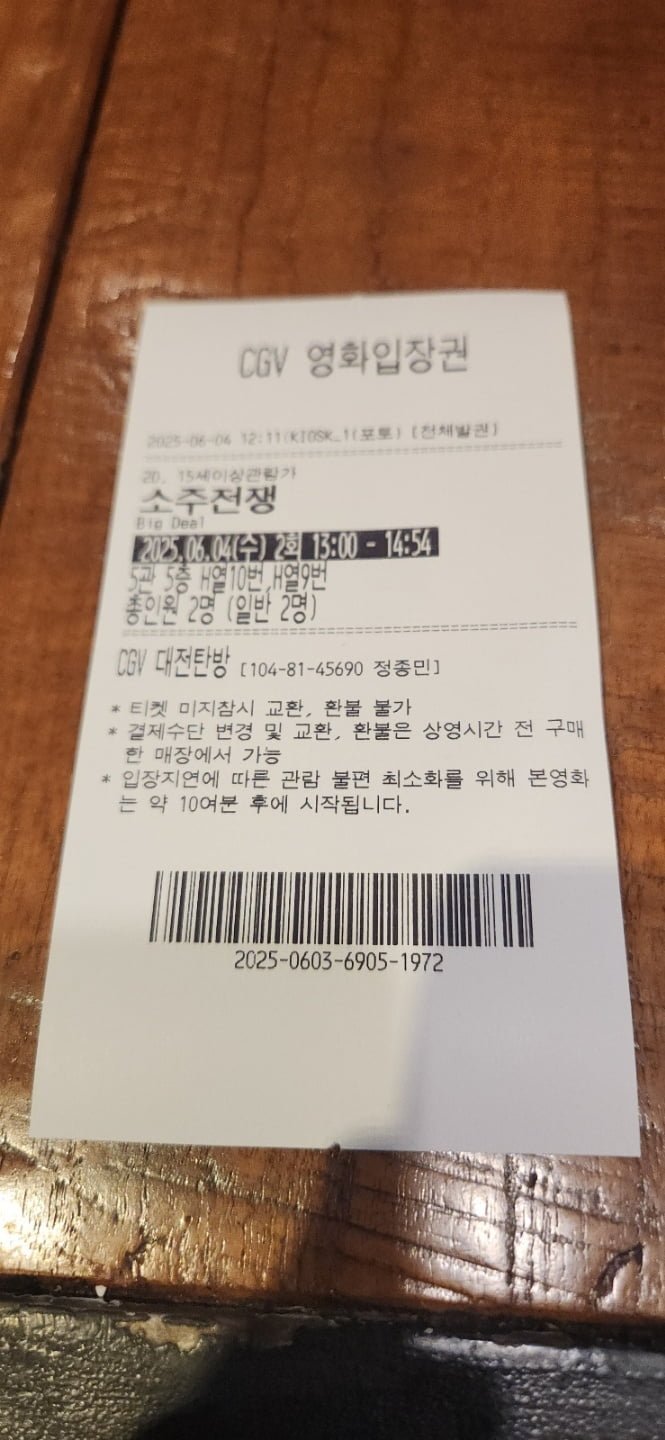 CGV 영화입장권
2025-06-04 12:11(KIOSK_1(포토) [전체발권]
2D, 15세이상관람가
소주전쟁
Big Deal
2025.06.04(수) 2회 13:00 - 14:54
5관 5층 H열10번,H열9번
총인원 2명 (일반 2명)
CGV 대전탄방 [104-81-45690 정종민]
* 티켓 미지참시 교환, 환불 불가
* 결제수단 변경 및 교환, 환불은 상영시간 전 구매
한 매장에서 가능
* 입장지연에 따른 관람 불편 최소화를 위해 본영화
는 약 10여분 후에 시작됩니다.
2025-0603-6905-1972